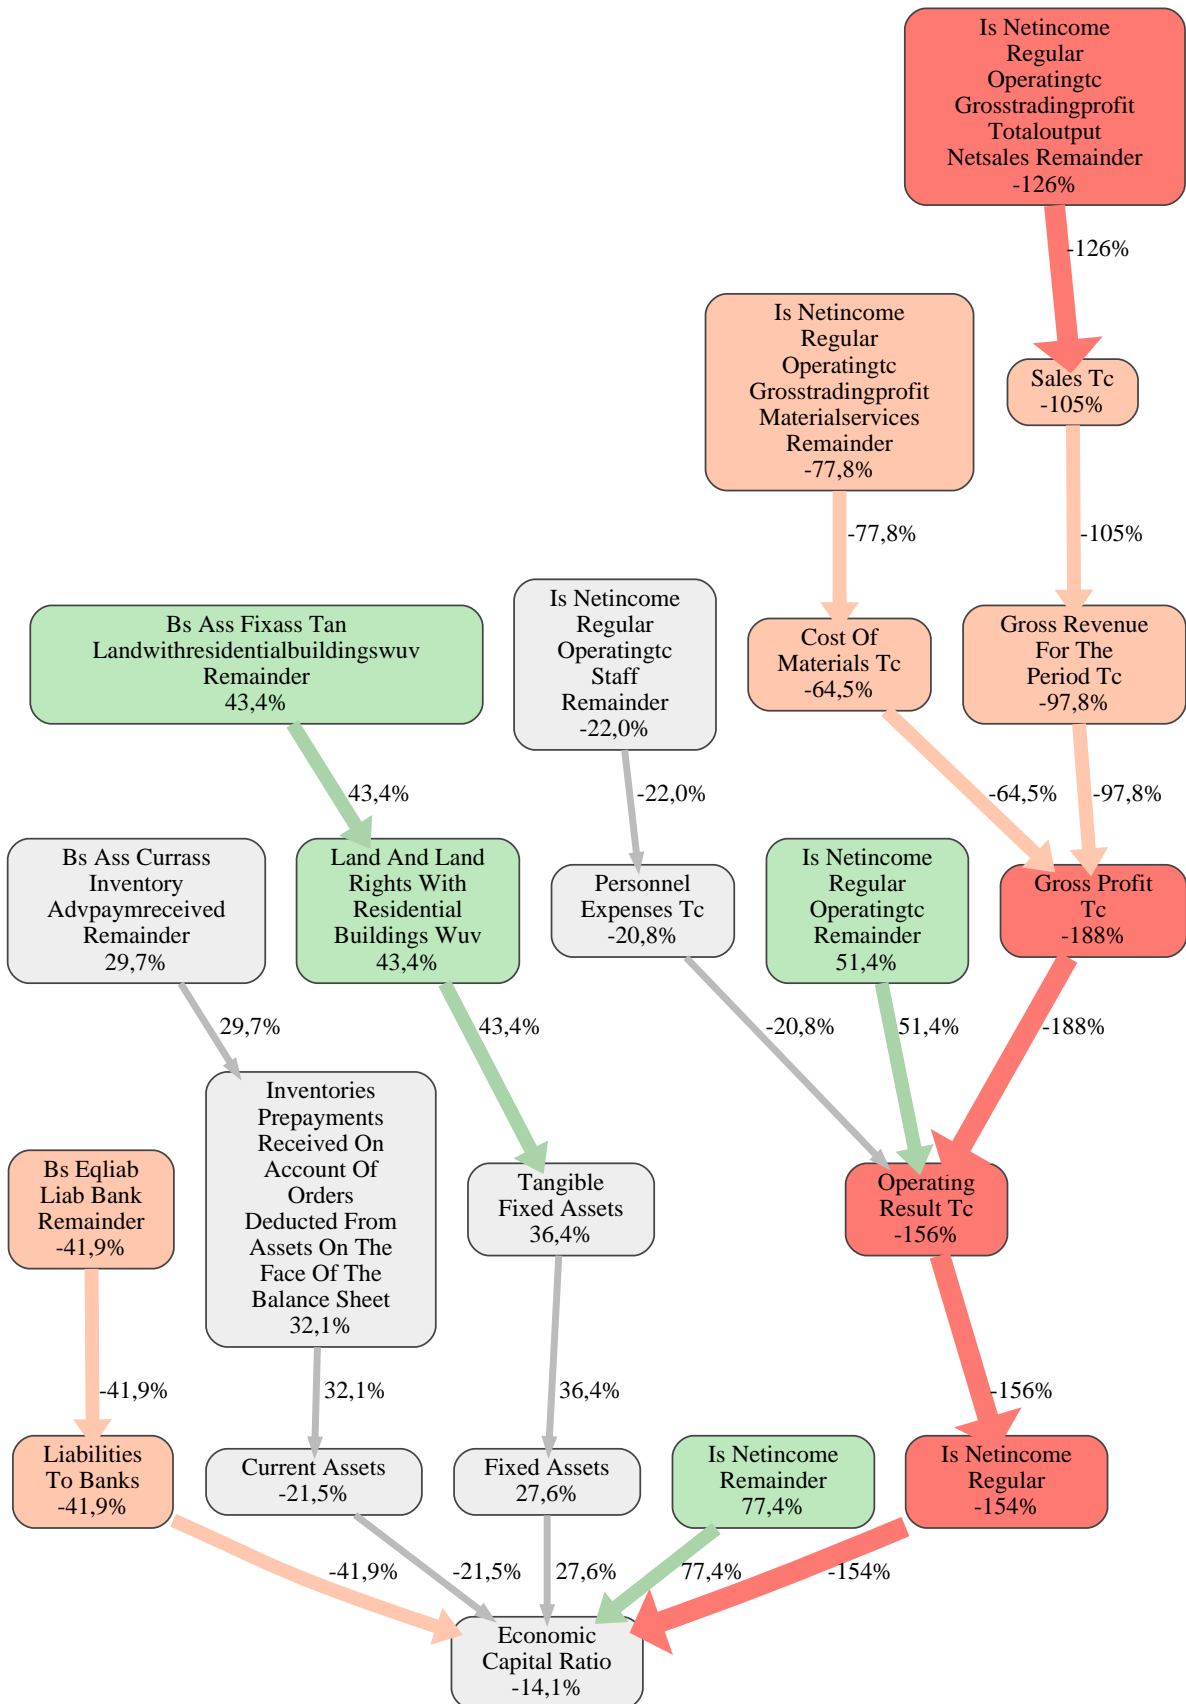 Is Netincome
Regular
Operatingtc
Grosstradingprofit
Totaloutput
Netsales Remainder
-126%
-126%
Is Netincome
Regular
Operatingtc
Grosstradingprofit
Materialservices
Remainder
-77,8%
Sales Tc
-105%
-77,8%
-105%
Bs Ass Fixass Tan
Landwithresidentialbuildingswuv
Remainder
43,4%
Is Netincome
Regular
Operatingtc
Staff
Remainder
-22,0%
Cost Of
Materials Tc
-64,5%
Gross Revenue
For The
Period Tc
-97,8%
43,4%
-22,0%
-64,5%
-97,8%
Bs Ass Currass
Inventory
Advpaymreceived
Remainder
29,7%
Land And Land
Rights With
Residential
Buildings Wuv
43,4%
Personnel
Expenses Tc
-20,8%
Is Netincome
Regular
Operatingtc
Remainder
51,4%
Gross Profit
Tc
-188%
29,7%
43,4%
-20,8%
51,4%
-188%
Bs Eqliab
Liab Bank
Remainder
-41,9%
Inventories
Prepayments
Received On
Account Of
Orders
Deducted From
Assets On The
Face Of The
Balance Sheet
32,1%
Tangible
Fixed Assets
36,4%
Operating
Result Tc
-156%
-41,9%
32,1%
36,4%
-156%
Liabilities
To Banks
-41,9%
Current Assets
-21,5%
Fixed Assets
27,6%
Is Netincome
Remainder
77,4%
Is Netincome
Regular
-154%
-41,9%
-21,5%
27,6%
77,4%
-154%
Economic
Capital Ratio
-14,1%